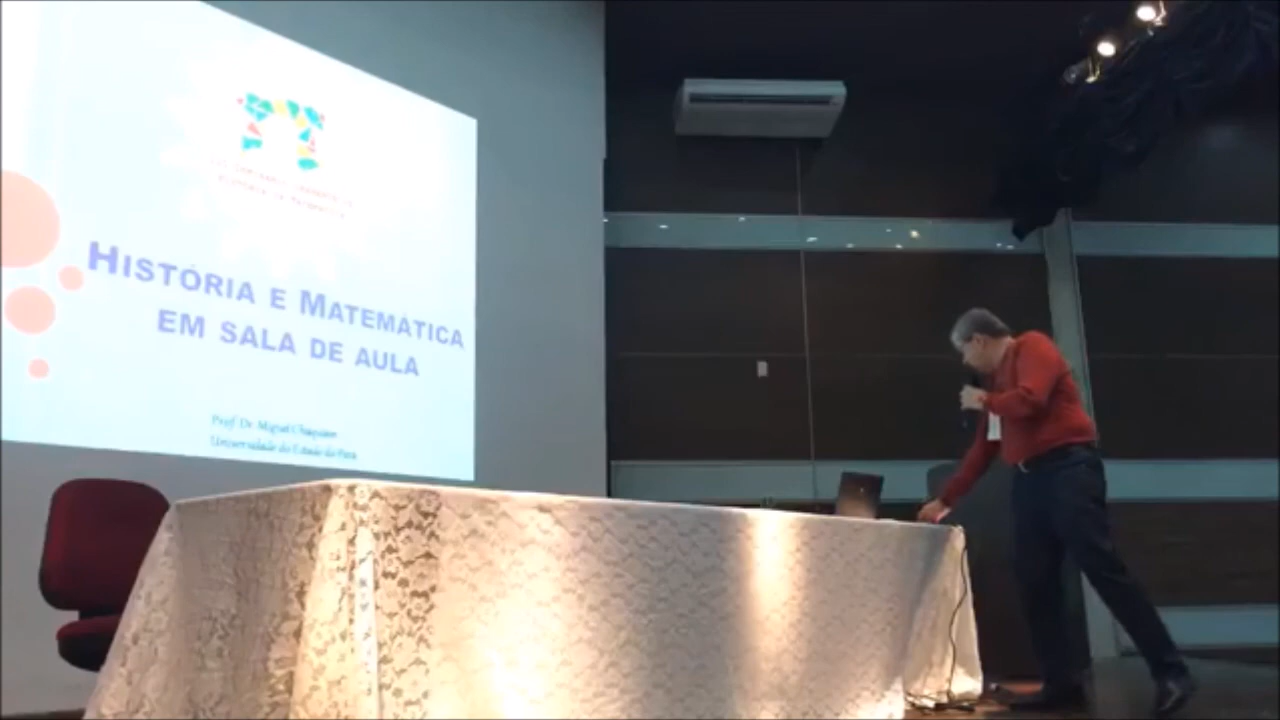 HISTÓRIA E MATEMÁTICA
EM SALA DE AULA
Prof. Dr. Miguel Chaquiam
Universidade do Estado do Pará